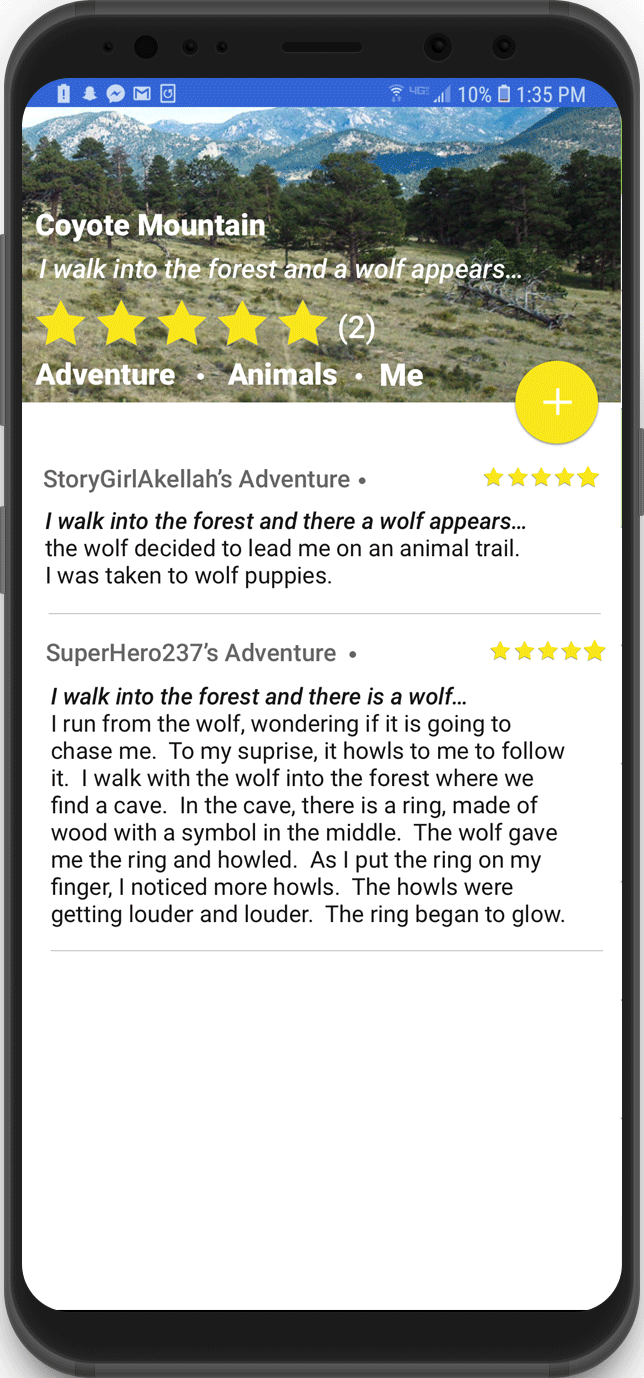 4G 10% 1:35 PM
Coyote Mountain
I walk into the forest and a wolf appears...
(2)
Adventure • Animals • Me
StoryGirlAkellah’s Adventure •
I walk into the forest and there a wolf appears...
the wolf decided to lead me on an animal trail.
I was taken to wolf puppies.
SuperHero237’s Adventure •
I walk into the forest and there is a wolf...
I run from the wolf, wondering if it is going to
chase me.  To my suprise, it howls to me to follow
it.  I walk with the wolf into the forest where we
find a cave.  In the cave, there is a ring, made of
wood with a symbol in the middle.  The wolf gave
me the ring and howled.  As I put the ring on my
finger, I noticed more howls.  The howls were
getting louder and louder.  The ring began to glow.